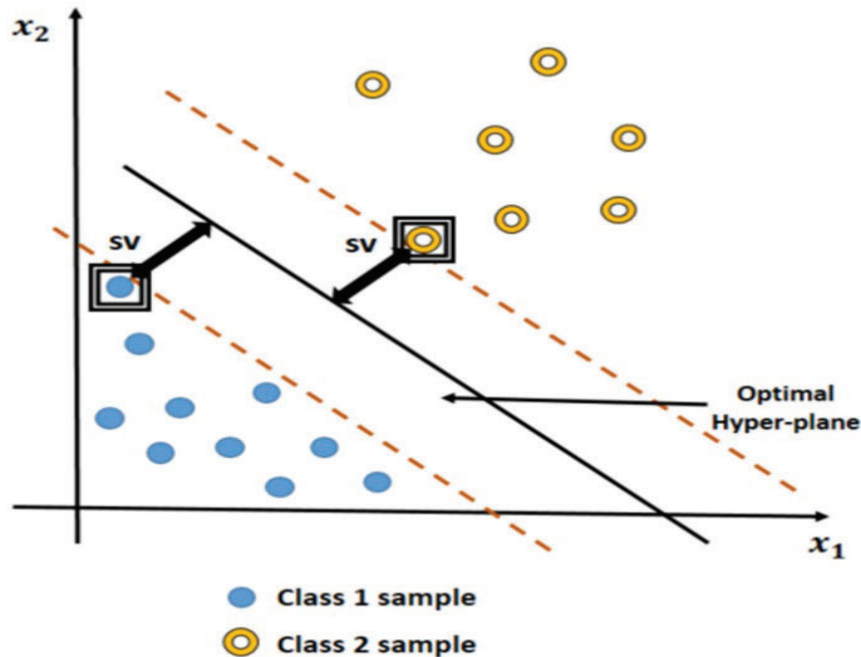 x₂
sv
sv
Optimal
Hyper-plane
x₁
Class 1 sample
Class 2 sample